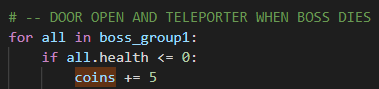 # -- DOOR OPEN AND TELEPORTER WHEN BOSS DIES
for all in boss_group1:
    if all.health <= 0:
        coins += 5